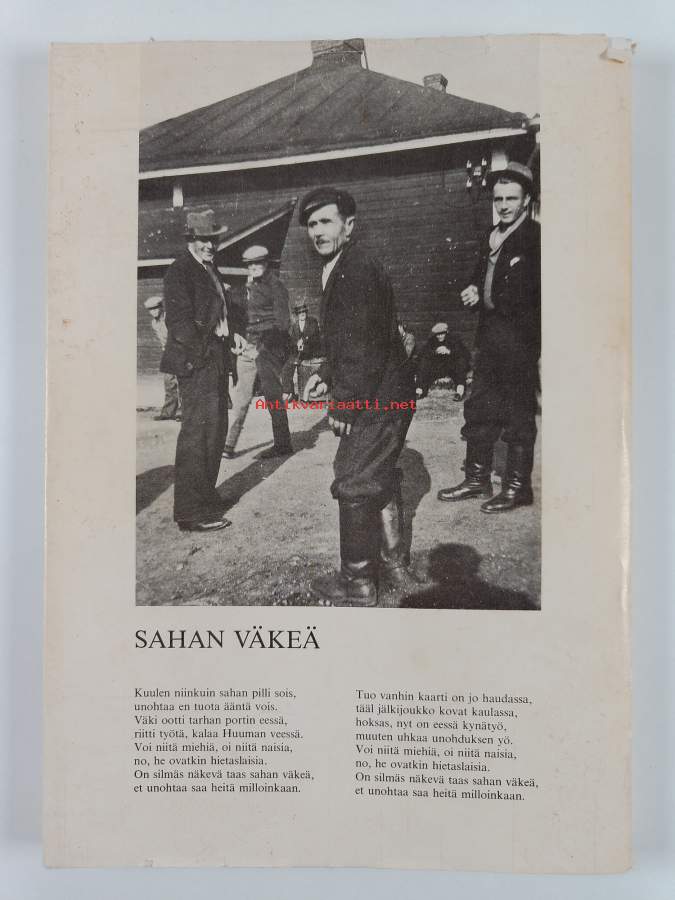 Antikvariaatti.net
SAHAN VÄKEÄ
Kuulen niinkuin sahan pilli sois,
unohtaa en tuota ääntä vois.
Väki ootti tarhan portin eessä,
riitti työtä, kalaa Huuman veessä.
Voi niitä miehiä, oi niitä naisia,
no, he ovatkin hietaslaisia.
On silmäs näkevä taas sahan väkeä,
et unohtaa saa heitä milloinkaan.
Tuo vanhin kaarti on jo haudassa,
tääl jälkijoukko kovat kaulassa,
hoksas, nyt on eessä kynätyö,
muuten uhkaa unohduksen yö.
Voi niitä miehiä, oi niitä naisia,
no, he ovatkin hietaslaisia.
On silmäs näkevä taas sahan väkeä,
et unohtaa saa heitä milloinkaan.